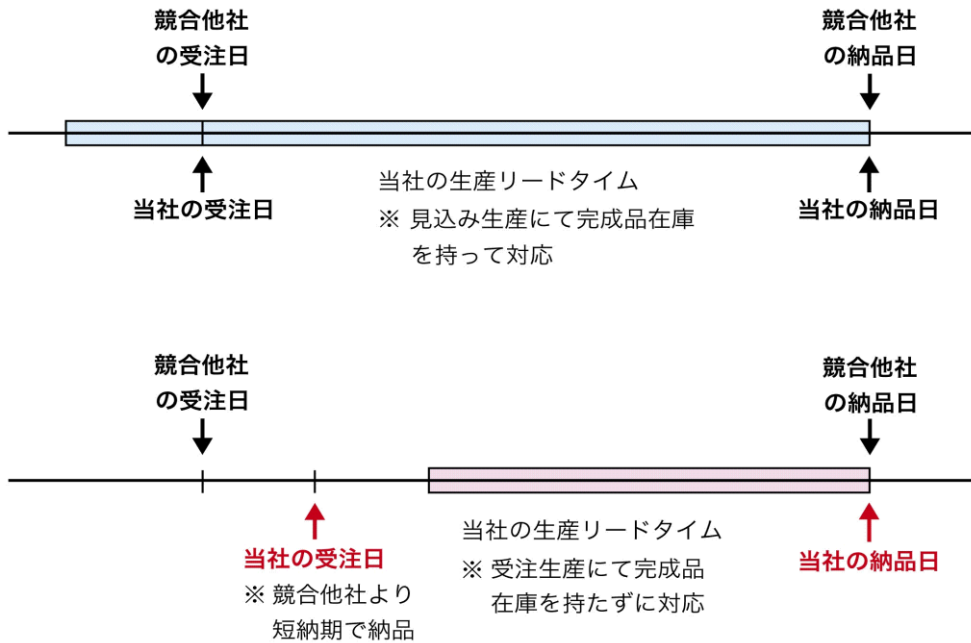 競合他社
の受注日
競合他社
の納品日
当社の受注日
当社の生産リードタイム
※ 見込み生産にて完成品在庫
を持って対応
当社の納品日
競合他社
の受注日
競合他社
の納品日
当社の受注日
※ 競合他社より
短納期で納品
当社の生産リードタイム
※ 受注生産にて完成品
在庫を持たずに対応
当社の納品日